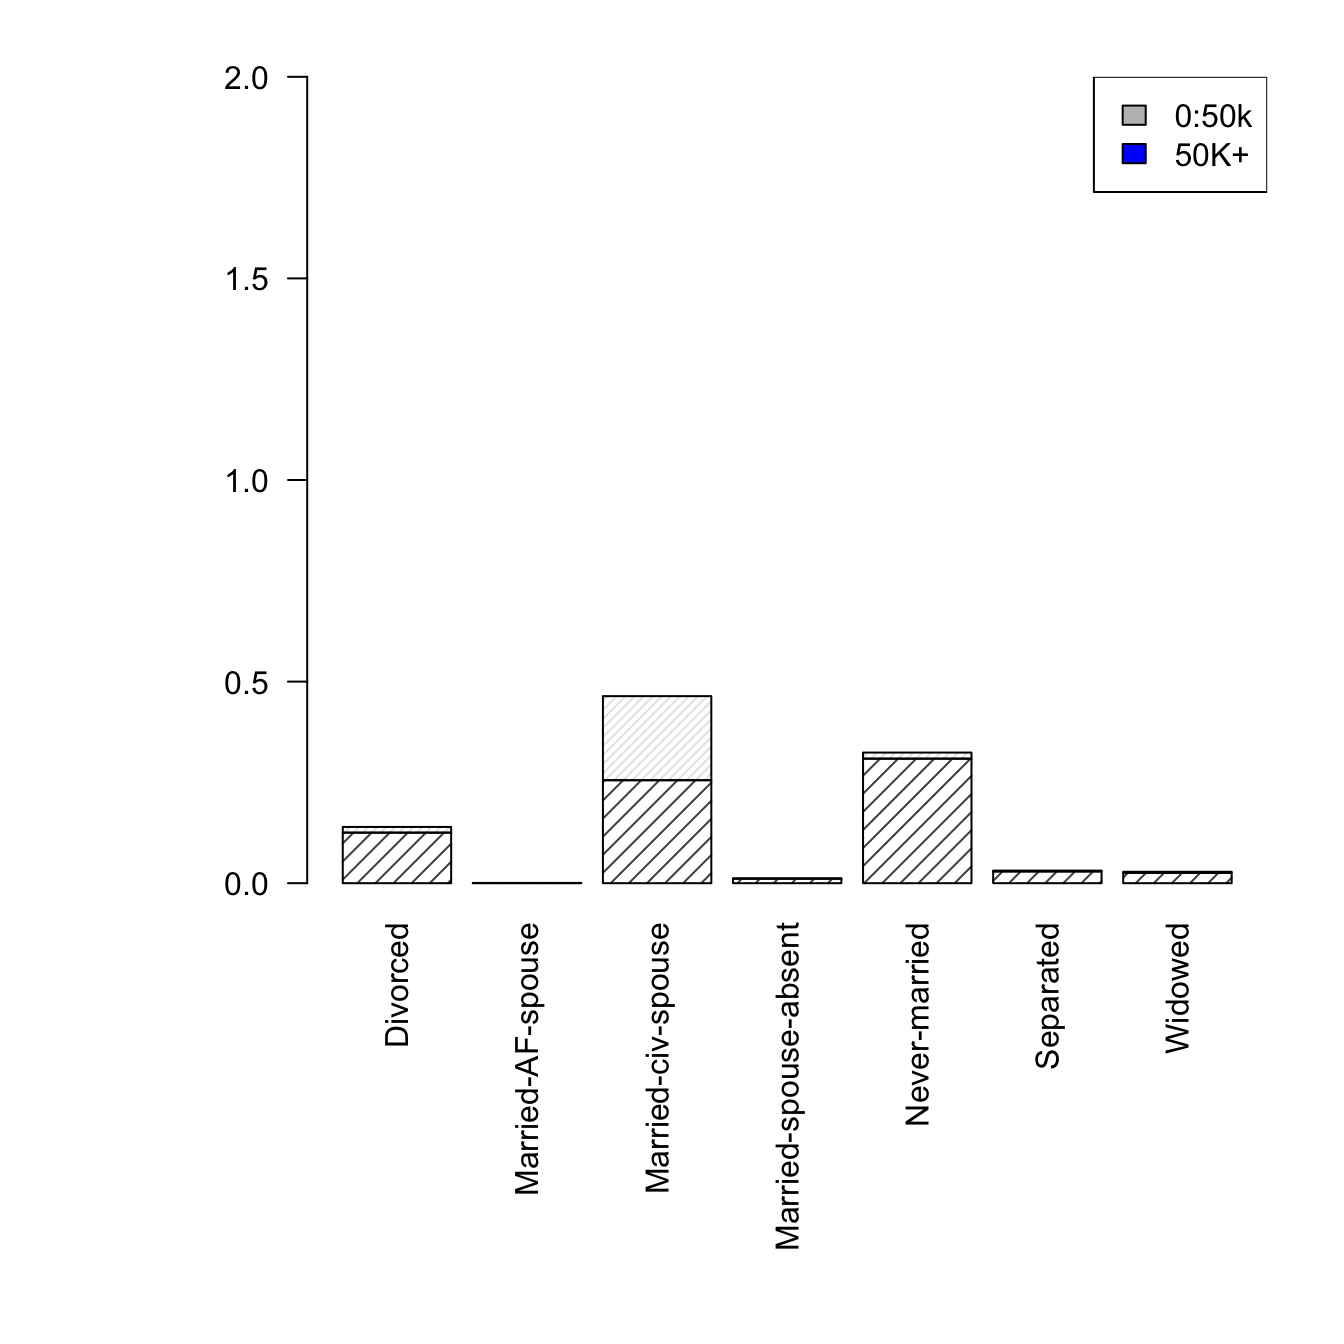 2.0
1.5
1.0
0.5
0.0
0:50k
50K+
Divorced
Married-AF-spouse
Married-civ-spouse
Married-spouse-absent
Never-married
Separated
Widowed